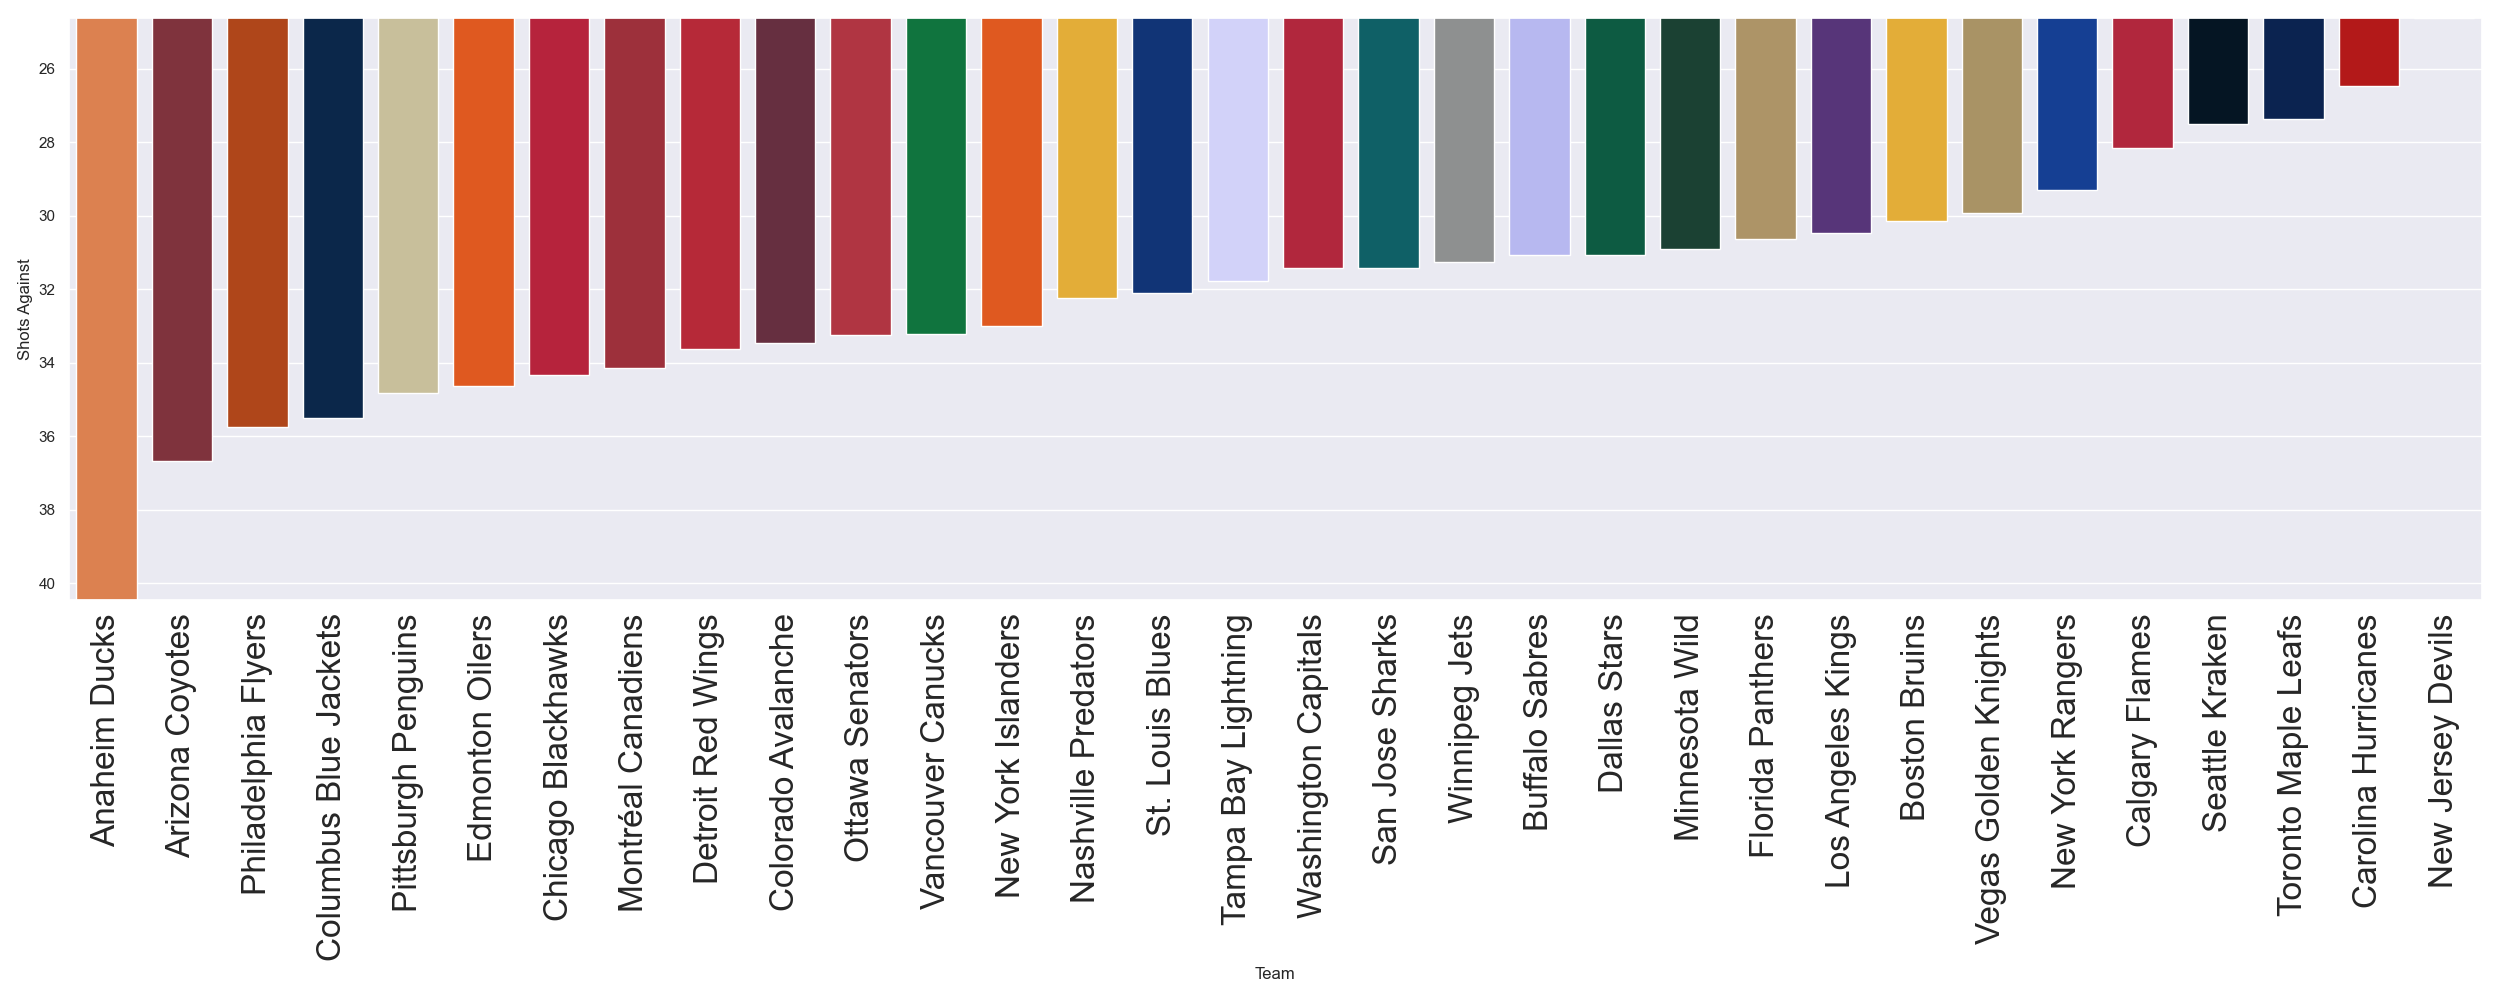 26
28
30
32
34
36
38
40
Shots Against
Anaheim Ducks
Arizona Coyotes
Philadelphia Flyers
Columbus Blue Jackets
Pittsburgh Penguins
Edmonton Oilers
Chicago Blackhawks
Montréal Canadiens
Detroit Red Wings
Colorado Avalanche
Ottawa Senators
Vancouver Canucks
New York Islanders
Nashville Predators
St. Louis Blues
Tampa Bay Lightning
Washington Capitals
San Jose Sharks
Winnipeg Jets
Buffalo Sabres
Dallas Stars
Minnesota Wild
Florida Panthers
Los Angeles Kings
Boston Bruins
Vegas Golden Knights
New York Rangers
Calgary Flames
Seattle Kraken
Toronto Maple Leafs
Carolina Hurricanes
New Jersey Devils
Team